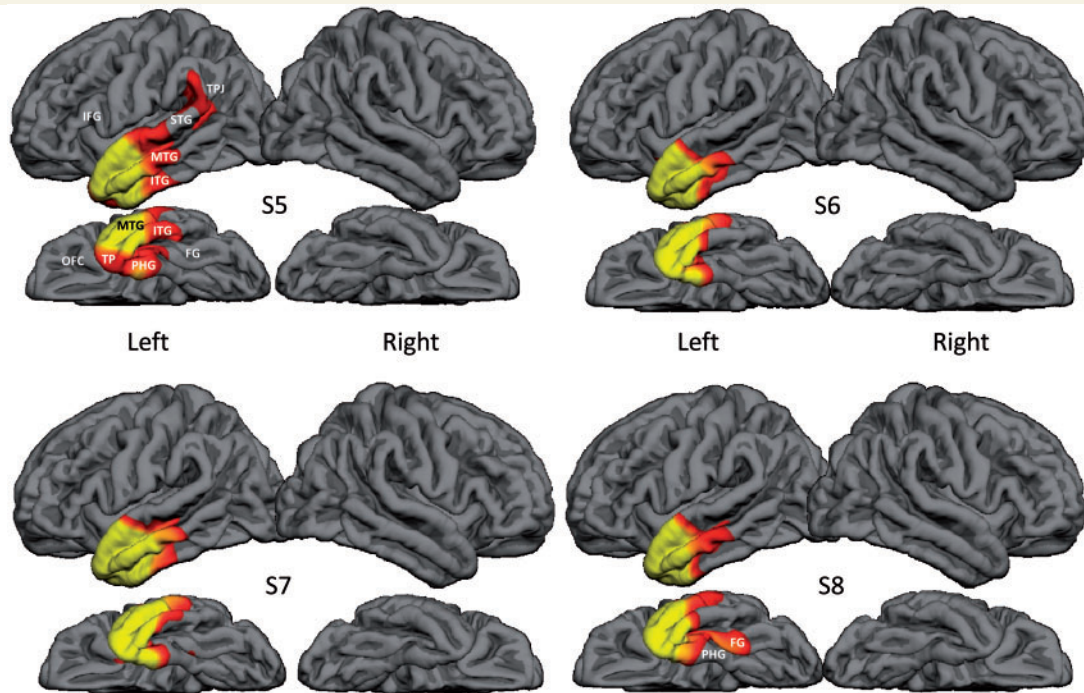 TPJ
IFG
STG
MTG
ITG
S5
S6
MTG
ITG
OFC
TP
FG
PHG
Left
Right
Left
Right
S7
S8
FG
PHG